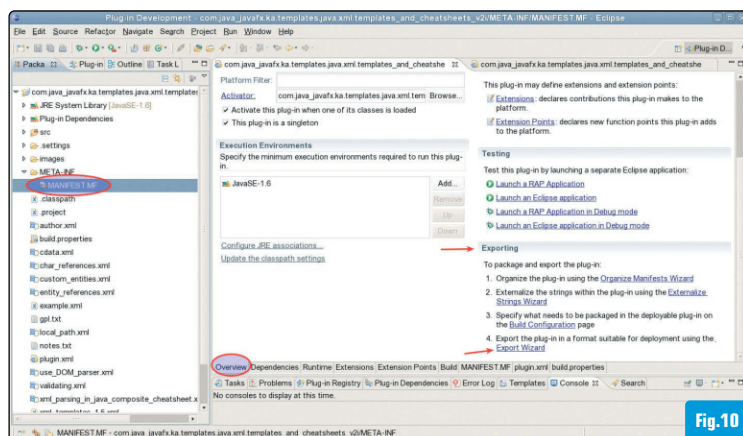 Plug-in Development - com.java_javafx.ka.templates.java.xml.templates_and_cheatsheets_v2i/META-INF/MANIFEST.MF - Eclipse
File Edit Source Refactor Navigate Search Project Run Window Help
Plug-in D...
Packa Plug-in Outline Task L
com.java_javafx.ka.templates.java.xml.templates
JRE System Library [JavaSE-1.6]
Plug-in Dependencies
src
.settings
images
META-INF
MANIFEST.MF
.classpath
.project
author.xml
build.properties
cdata.xml
char_references.xml
custom_entities.xml
entity_references.xml
example.xml
gpl.txt
local_path.xml
notes.txt
plugin.xml
use_DOM_parser.xml
validating.xml
xml_parsing_in_java_composite_cheatsheet.x
xml_templates_1.6.xml
com.java_javafx.ka.templates.java.xml.templates_and_cheatshe
Platform Filter:
Activator: com.java_javafx.ka.templates.java.xml.tem Browse...
Activate this plug-in when one of its classes is loaded
This plug-in is a singleton
Execution Environments
Specify the minimum execution environments required to run this plug-
in.
JavaSE-1.6
Add...
Remove
Up
Down
Configure JRE associations...
Update the classpath settings
com.java_javafx.ka.templates.java.xml.templates_and_cheatshe
This plug-in may define extensions and extension points:
Extensions: declares contributions this plug-in makes to the
platform.
Extension Points: declares new function points this plug-in adds
to the platform.
Testing
Test this plug-in by launching a separate Eclipse application:
Launch a RAP Application
Launch an Eclipse application
Launch a RAP Application in Debug mode
Launch an Eclipse application in Debug mode
Exporting
To package and export the plug-in:
1. Organize the plug-in using the Organize Manifests Wizard
2. Externalize the strings within the plug-in using the Externalize
Strings Wizard
3. Specify what needs to be packaged in the deployable plug-in on
the Build Configuration page
4. Export the plug-in in a format suitable for deployment using the
Export Wizard
Overview Dependencies Runtime Extensions Extension Points Build MANIFEST.MF plugin.xml build.properties
Tasks Problems Plug-in Registry Plug-in Dependencies Error Log Templates Console Search
No consoles to display at this time.
MANIFEST.MF - com.java_javafx.ka.templates.java.xml.templates_and_cheatsheets_v2i/META-INF
Fig.10